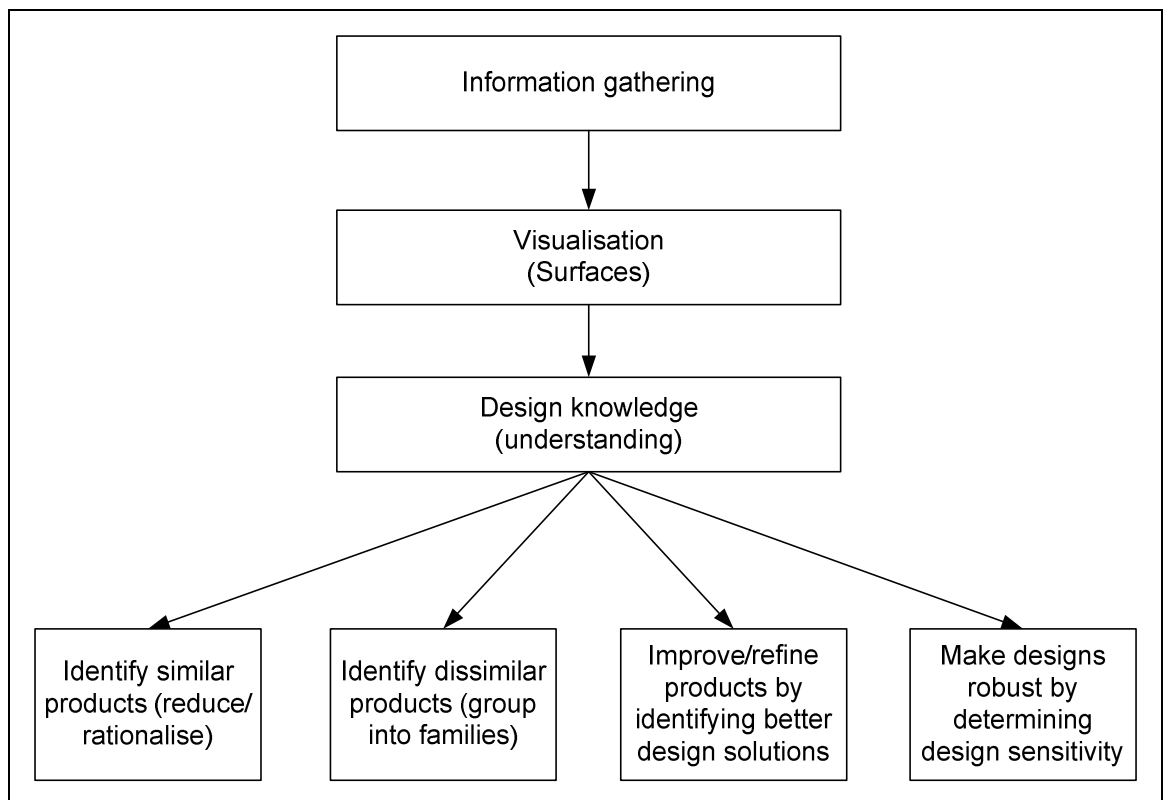 Information gathering
Visualisation
(Surfaces)
Design knowledge
(understanding)
Identify similar
products (reduce/
rationalise)
Identify dissimilar
products (group
into families)
Improve/refine
products by
identifying better
design solutions
Make designs
robust by
determining
design sensitivity